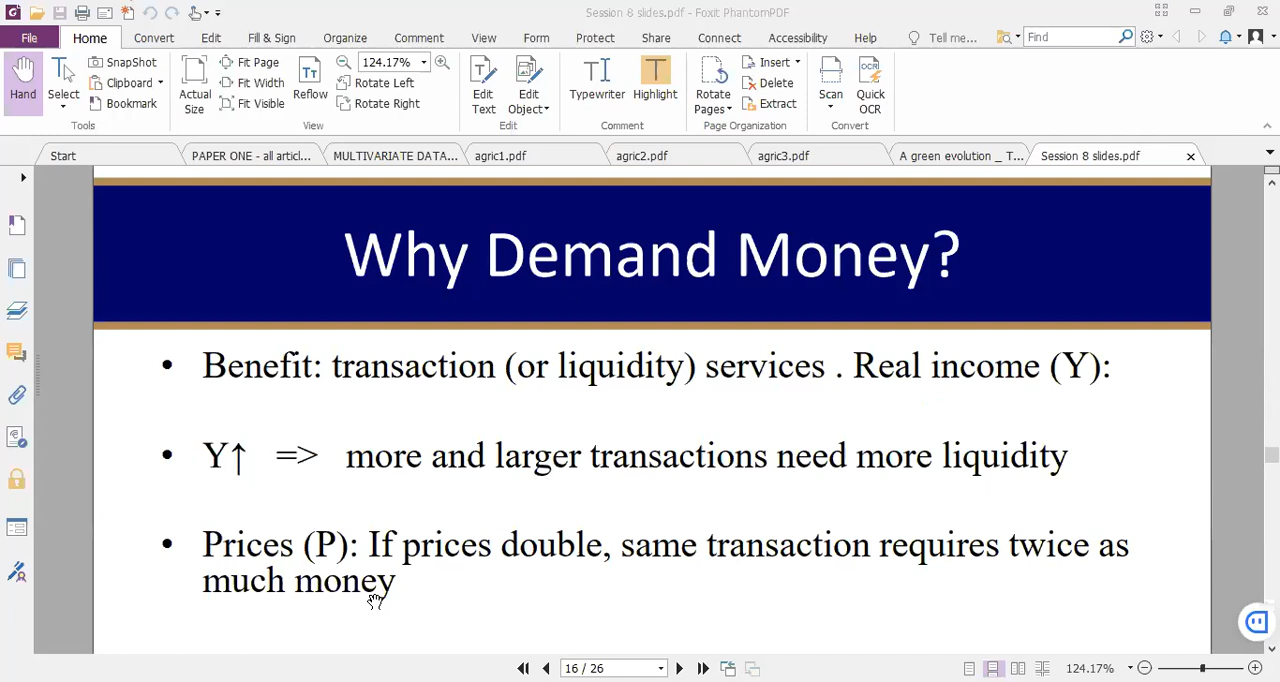 Session 8 slides.pdf - Foxit PhantomPDF
File Home Convert Edit Fill & Sign Organize Comment View Form Protect Share Connect Accessibility Help Tell me... Find
Hand
Select
SnapShot
Clipboard
Bookmark
Tools
Actual Size
Fit Page
Fit Width
Fit Visible
Reflow
124.17%
Rotate Left
Rotate Right
View
Edit Text
Edit Object
Edit
Typewriter
Highlight
Comment
Rotate Pages
Insert
Delete
Extract
Page Organization
Scan
Quick OCR
Convert
Start PAPER ONE - all articl... MULTIVARIATE DATA... agric1.pdf agric2.pdf agric3.pdf A green evolution _ T... Session 8 slides.pdf
Why Demand Money?
• Benefit: transaction (or liquidity) services . Real income (Y):
• Y↑ => more and larger transactions need more liquidity
• Prices (P): If prices double, same transaction requires twice as
much money
16 / 26 124.17%